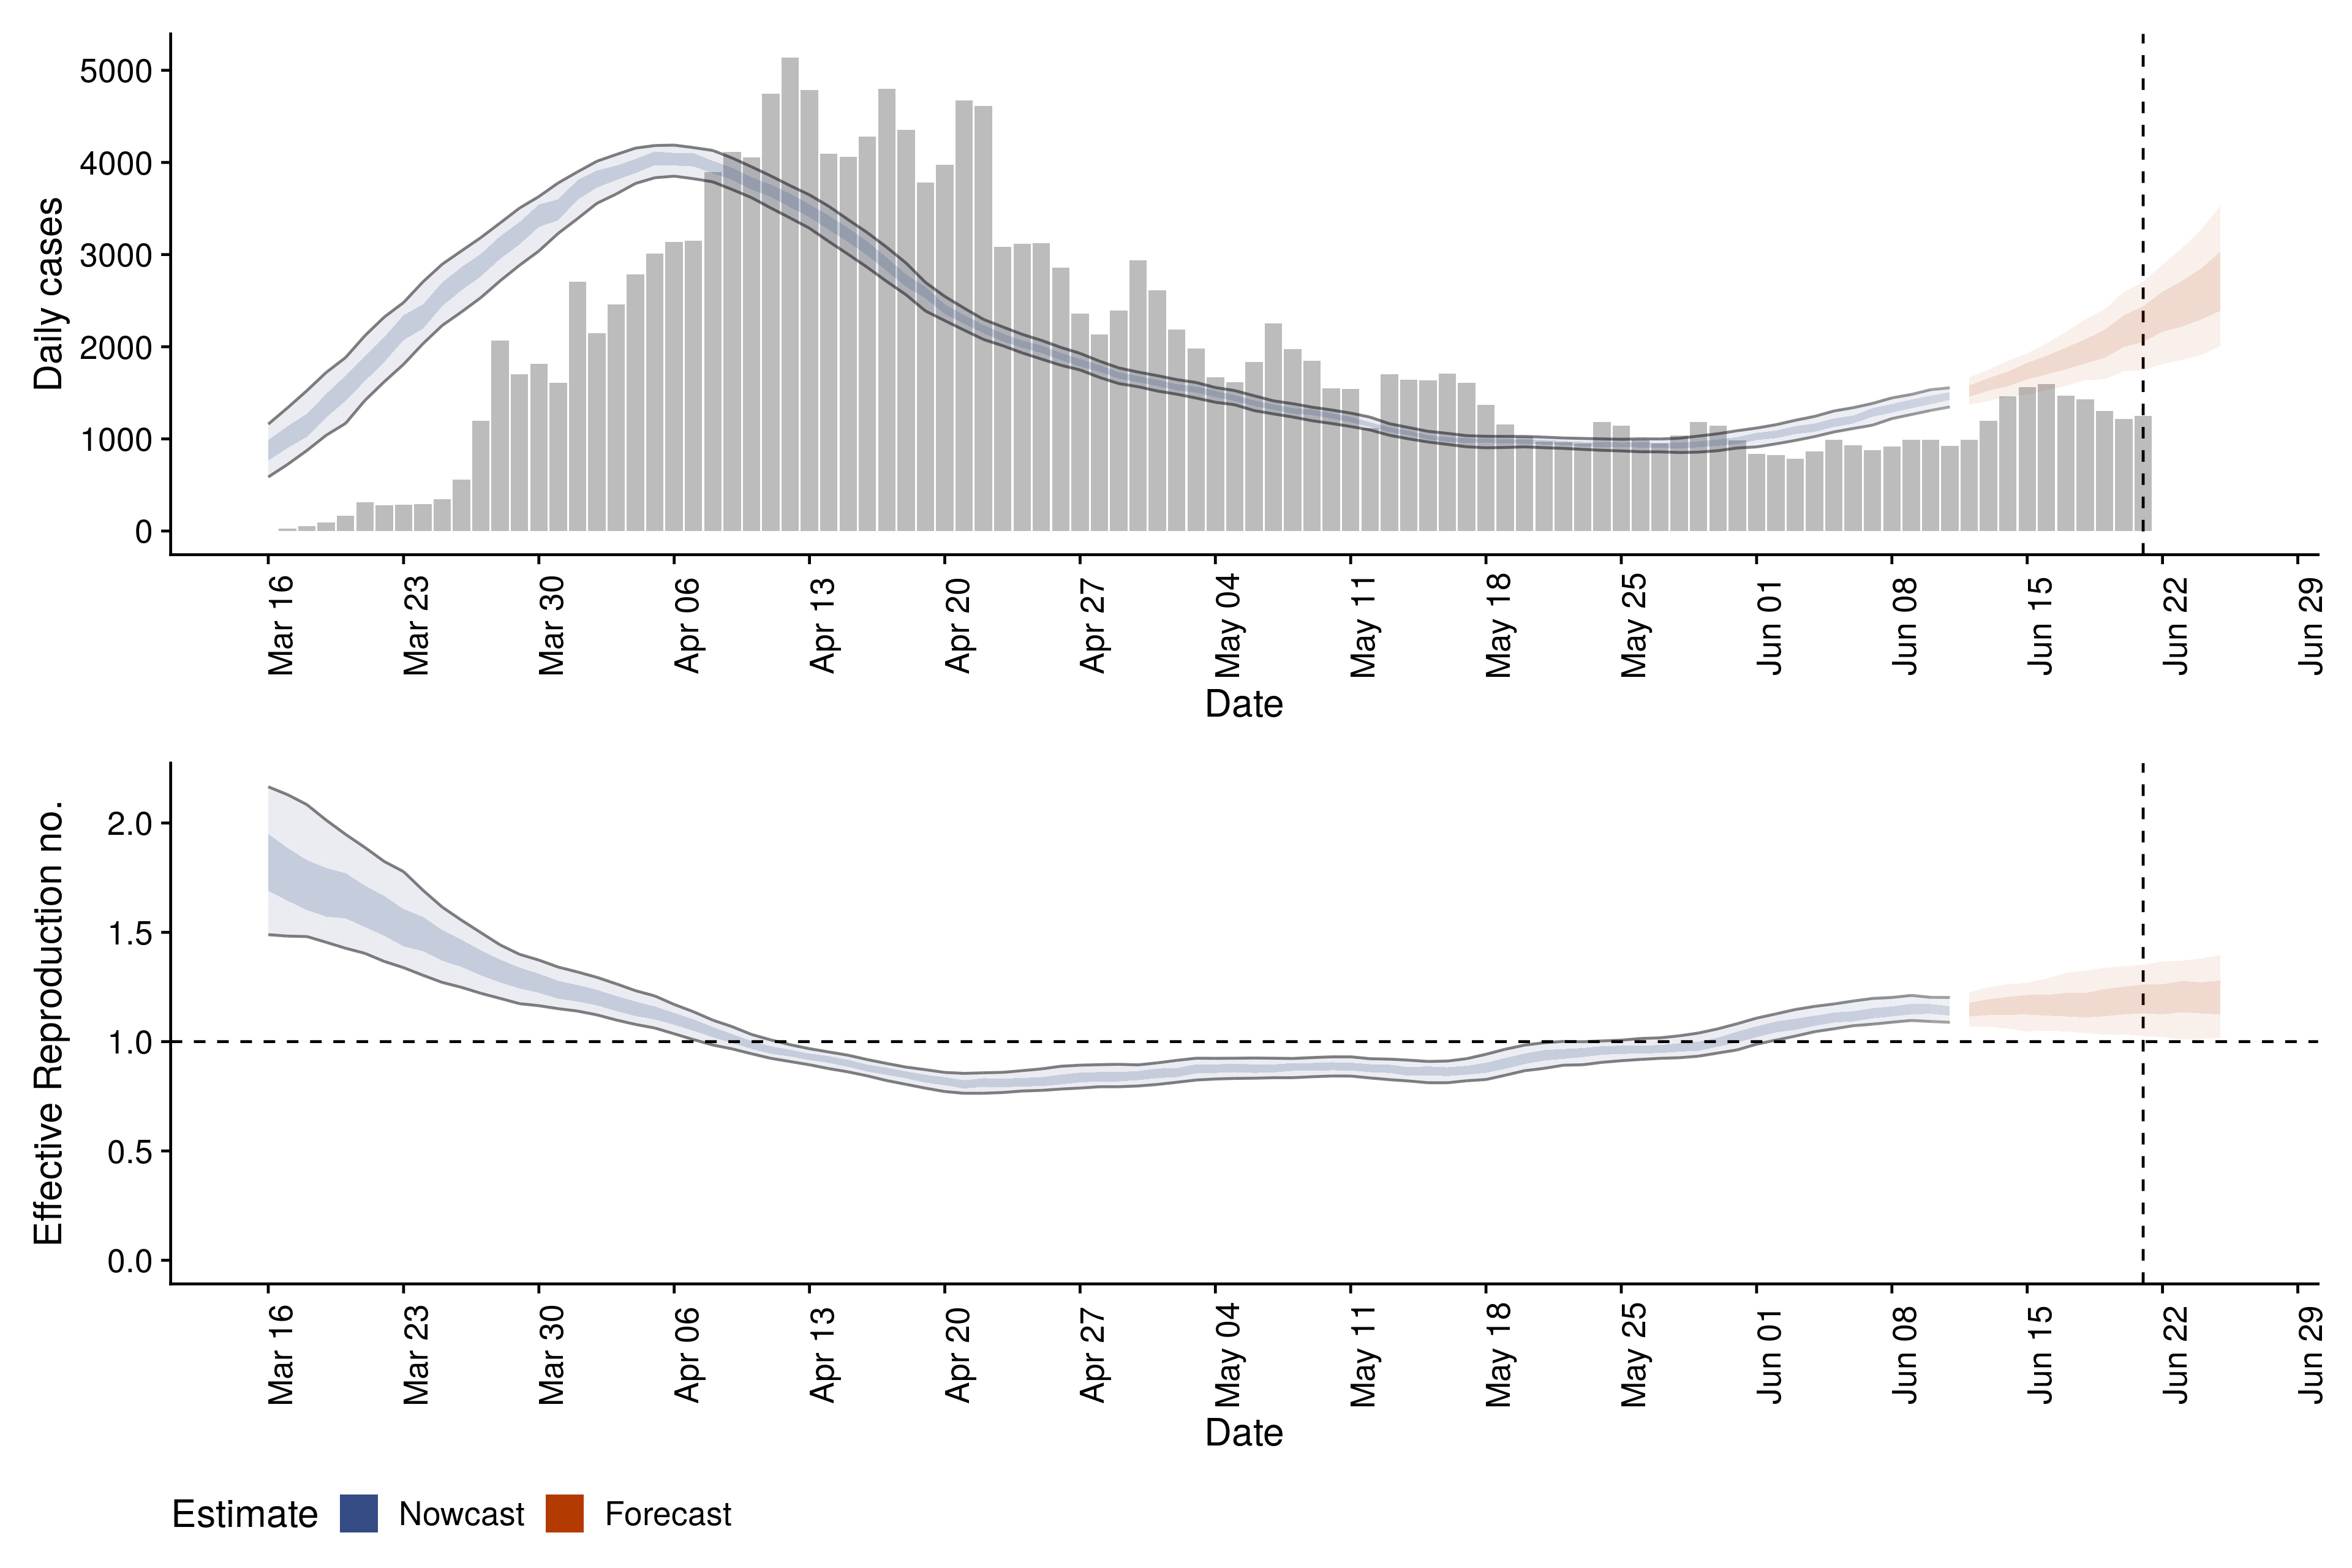 Daily cases
5000
4000
3000
2000
1000
0
Mar 16 Mar 23 Mar 30 Apr 06 Apr 13 Apr 20 Apr 27 May 04 May 11 May 18 May 25 Jun 01 Jun 08 Jun 15 Jun 22 Jun 29
Date
Effective Reproduction no.
2.0
1.5
1.0
0.5
0.0
Mar 16 Mar 23 Mar 30 Apr 06 Apr 13 Apr 20 Apr 27 May 04 May 11 May 18 May 25 Jun 01 Jun 08 Jun 15 Jun 22 Jun 29
Date
Estimate Nowcast Forecast